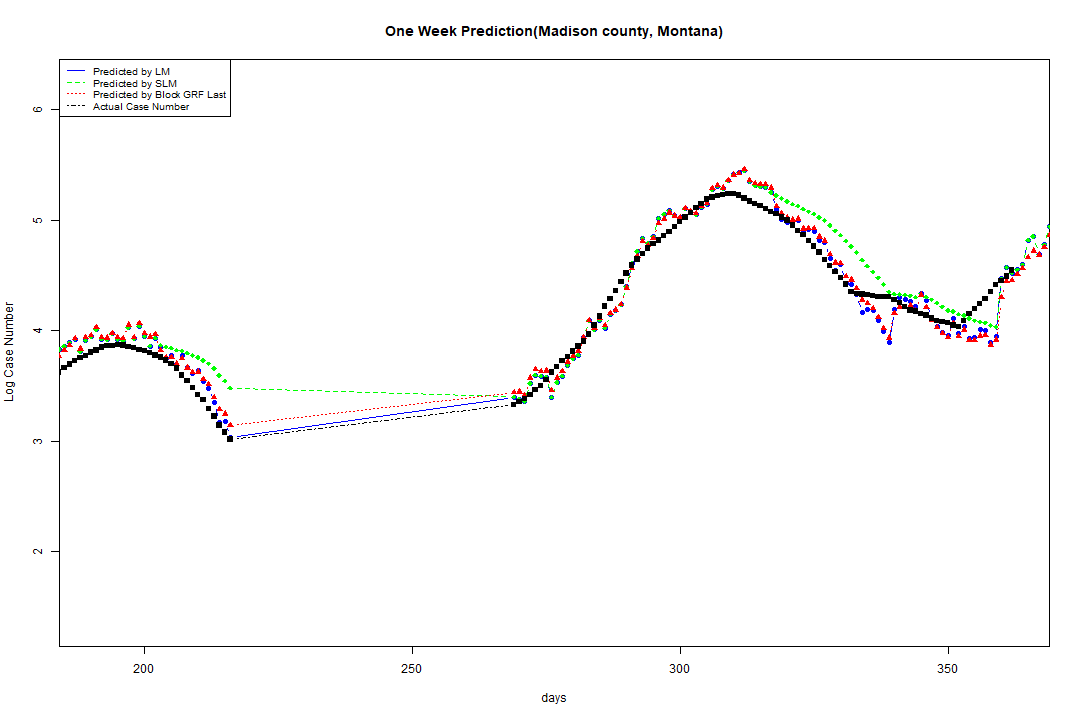 One Week Prediction(Madison county, Montana)
Predicted by LM
Predicted by SLM
Predicted by Block GRF Last
Actual Case Number
6
5
4
3
2
Log Case Number
200
250
300
350
days